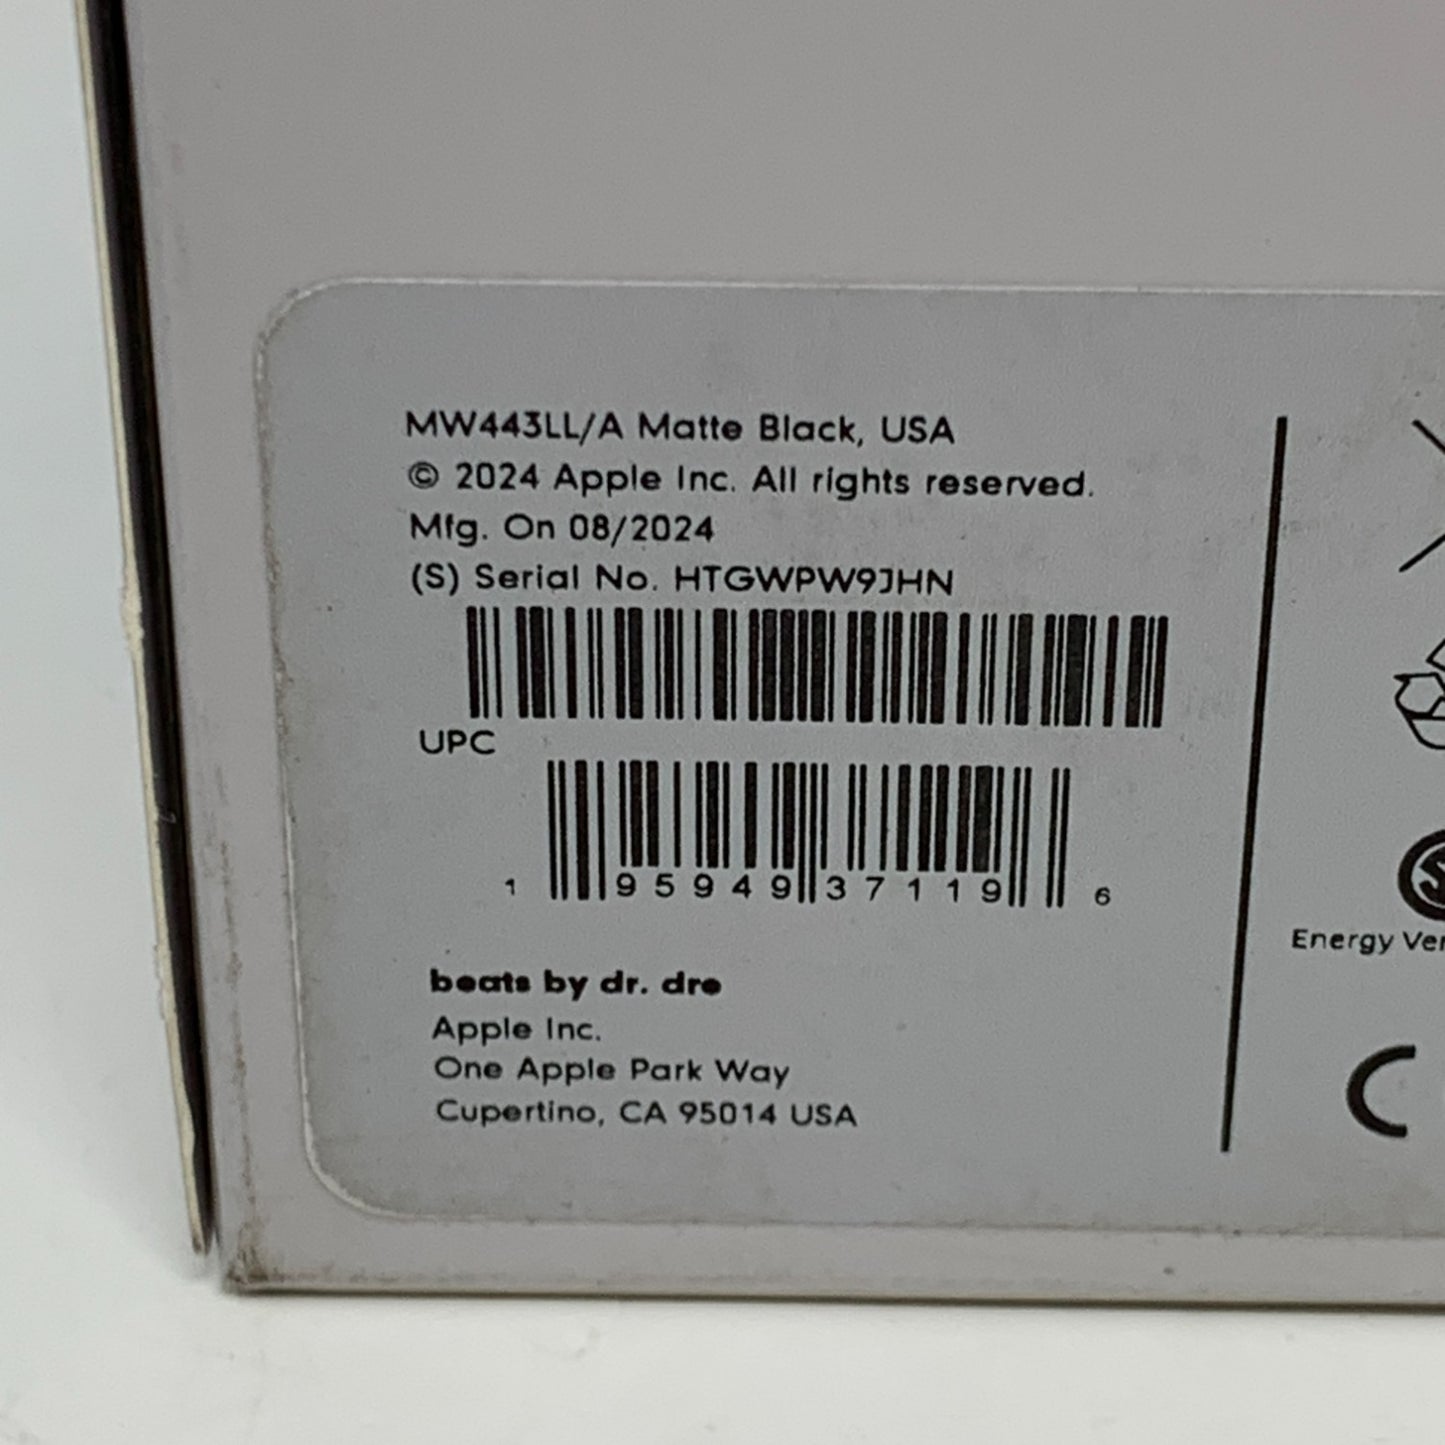 MW443LL/A Matte Black, USA
© 2024 Apple Inc. All rights reserved.
Mfg. On 08/2024
(S) Serial No. HTGWPW9JHN
UPC
1 95949 37119 6
beats by dr. dre
Apple Inc.
One Apple Park Way
Cupertino, CA 95014 USA
Energy